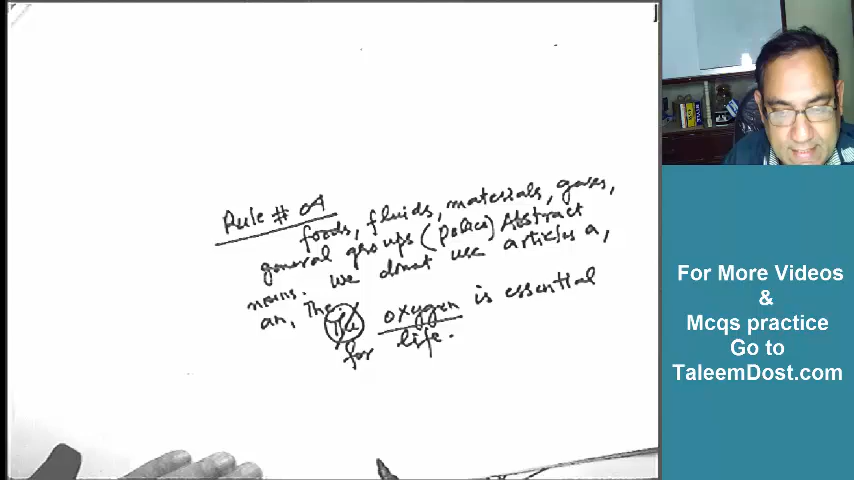 Rule # 04
foods, fluids, materials, gases,
general groups (police) Abstract
nouns. we donot use articles a,
an, The.
The oxygen is essential
for life.
For More Videos
&
Mcqs practice
Go to
TaleemDost.com